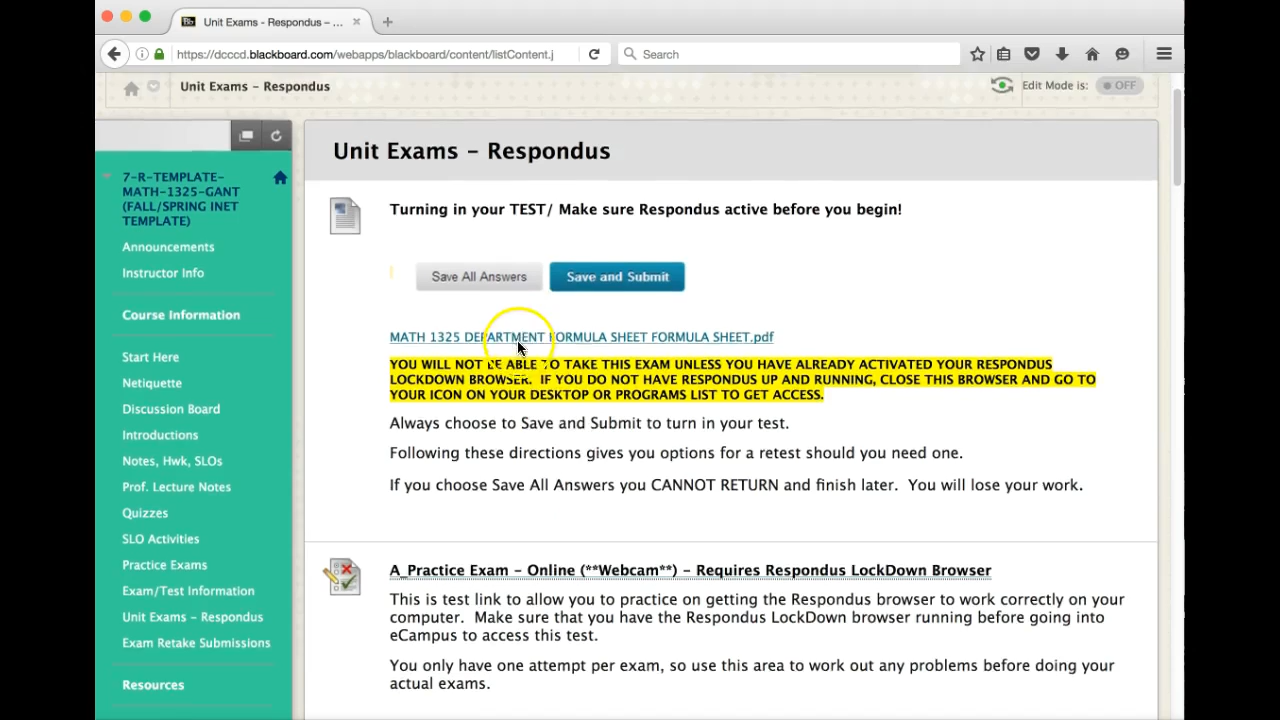 Unit Exams - Respondus – ...
https://dcccd.blackboard.com/webapps/blackboard/content/listContent.j
Search
Unit Exams – Respondus
Edit Mode is:
OFF
7-R-TEMPLATE-
MATH-1325-GANT
(FALL/SPRING INET
TEMPLATE)
Announcements
Instructor Info
Course Information
Start Here
Netiquette
Discussion Board
Introductions
Notes, Hwk, SLOs
Prof. Lecture Notes
Quizzes
SLO Activities
Practice Exams
Exam/Test Information
Unit Exams – Respondus
Exam Retake Submissions
Resources
Unit Exams – Respondus
Turning in your TEST/ Make sure Respondus active before you begin!
Save All Answers
Save and Submit
MATH 1325 DEPARTMENT FORMULA SHEET FORMULA SHEET.pdf
YOU WILL NOT BE ABLE TO TAKE THIS EXAM UNLESS YOU HAVE ALREADY ACTIVATED YOUR RESPONDUS
LOCKDOWN BROWSER. IF YOU DO NOT HAVE RESPONDUS UP AND RUNNING, CLOSE THIS BROWSER AND GO TO
YOUR ICON ON YOUR DESKTOP OR PROGRAMS LIST TO GET ACCESS.
Always choose to Save and Submit to turn in your test.
Following these directions gives you options for a retest should you need one.
If you choose Save All Answers you CANNOT RETURN and finish later. You will lose your work.
A_Practice Exam – Online (**Webcam**) – Requires Respondus LockDown Browser
This is test link to allow you to practice on getting the Respondus browser to work correctly on your
computer. Make sure that you have the Respondus LockDown browser running before going into
eCampus to access this test.
You only have one attempt per exam, so use this area to work out any problems before doing your
actual exams.